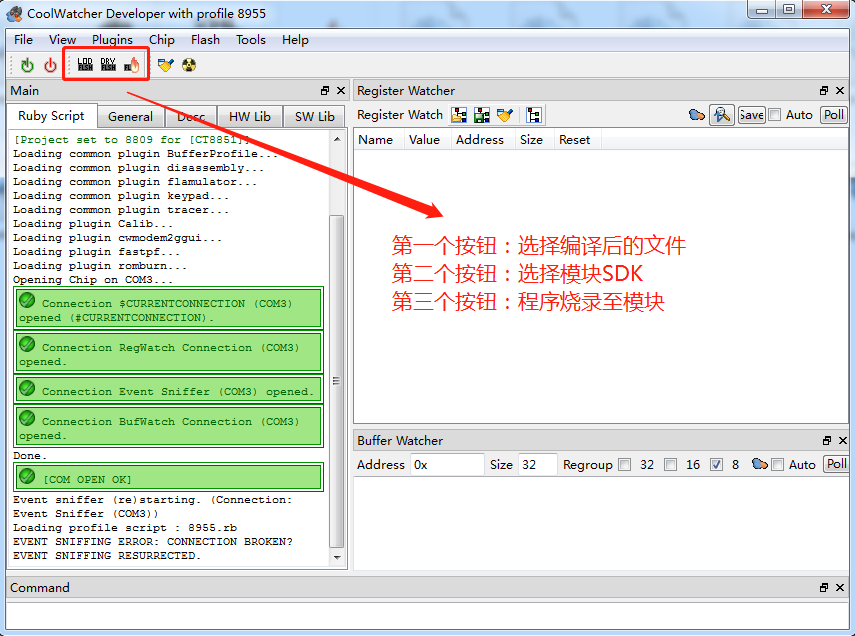 CoolWatcher Developer with profile 8955
File View Plugins Chip Flash Tools Help
LOD FLSH DRV FLSH FL
Main
Ruby Script General Desc HW Lib SW Lib
[Project set to 8809 for [CT8851]]
Loading common plugin BufferProfile...
Loading common plugin disassembly...
Loading common plugin flamulator...
Loading common plugin keypad...
Loading common plugin tracer...
Loading plugin Calib...
Loading plugin cwmodem2ggui...
Loading plugin fastpf...
Loading plugin romburn...
Opening Chip on COM3...
Connection $CURRENTCONNECTION (COM3)
opened (#CURRENTCONNECTION).
Connection RegWatch Connection (COM3)
opened.
Connection Event Sniffer (COM3) opened.
Connection BufWatch Connection (COM3)
opened.
Done.
[COM OPEN OK]
Event sniffer (re)starting. (Connection:
Event Sniffer (COM3))
Loading profile script : 8955.rb
EVENT SNIFFING ERROR: CONNECTION BROKEN?
EVENT SNIFFING RESURRECTED.
Register Watcher
Register Watch Save Auto Poll
Name Value Address Size Reset
第一个按钮：选择编译后的文件
第二个按钮：选择模块SDK
第三个按钮：程序烧录至模块
Buffer Watcher
Address 0x Size 32 Regroup 32 16 8 Auto Poll
Command